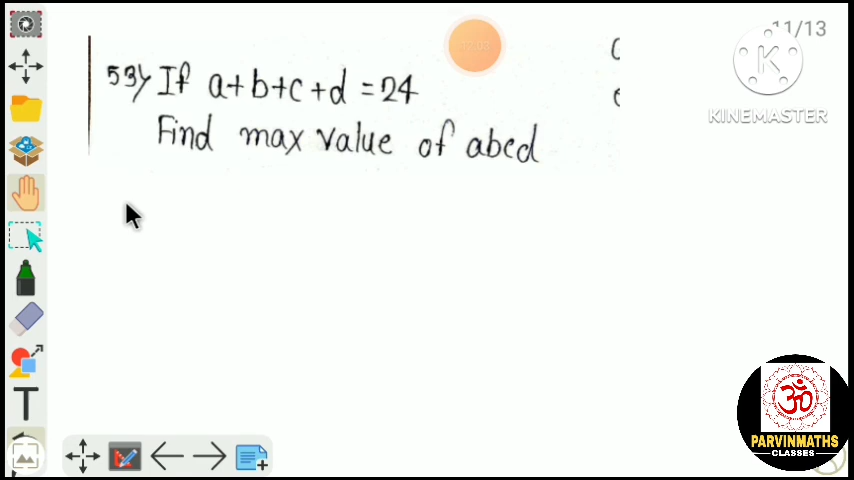 11/13
53) If a+b+c+d = 24
Find max value of abcd
KINEMASTER
T
PARVINMATHS
CLASSES